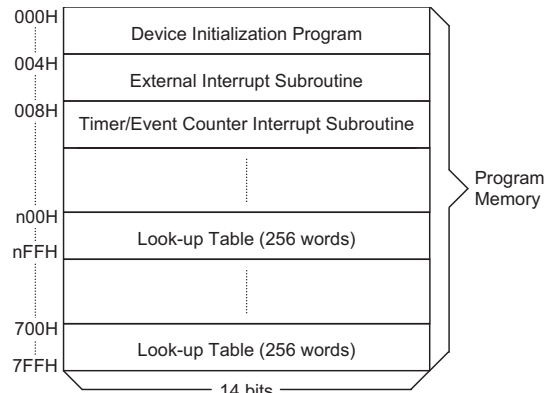 000H
Device Initialization Program
004H
External Interrupt Subroutine
008H
Timer/Event Counter Interrupt Subroutine
Program
Memory
n00H
Look-up Table (256 words)
nFFH
700H
Look-up Table (256 words)
7FFH
14 bits